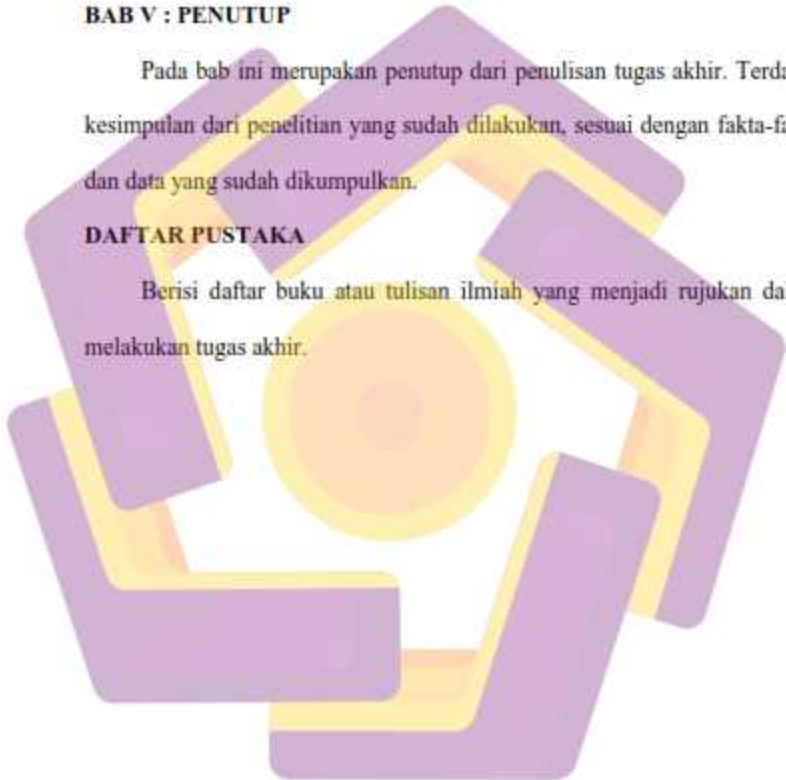 BAB V : PENUTUP
Pada bab ini merupakan penutup dari penulisan tugas akhir.
kesimpulan dari penelitian yang sudah dilakukan, sesuai dengan
dan data yang sudah dikumpulkan.
DAFTAR PUSTAKA
Berisi daftar buku atau tulisan ilmiah yang menjadi rujukan
melakukan tugas akhir.